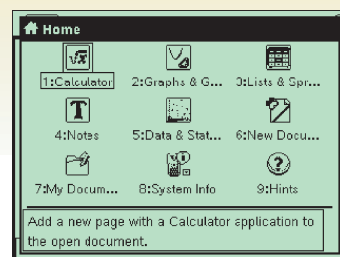 Home
1:Calculator 2:Graphs & G... 3:Lists & Spr...
4:Notes 5:Data & Stat... 6:New Docu...
7:My Docum... 8:System Info 9:Hints
Add a new page with a Calculator application to
the open document.